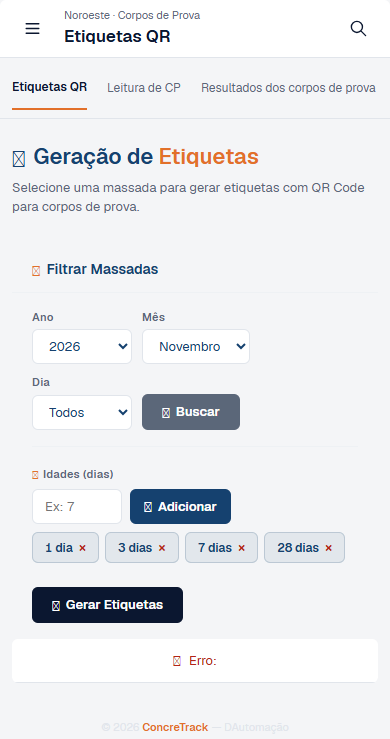 Noroeste · Corpos de Prova
Etiquetas QR
Etiquetas QR Leitura de CP Resultados dos corpos de prova
Geração de Etiquetas
Selecione uma massada para gerar etiquetas com QR Code
para corpos de prova.
Filtrar Massadas
Ano Mês
2026 Novembro
Dia
Todos Buscar
Idades (dias)
Ex: 7 Adicionar
1 dia × 3 dias × 7 dias × 28 dias ×
Gerar Etiquetas
Erro:
© 2026 ConcreTrack — DAutomação